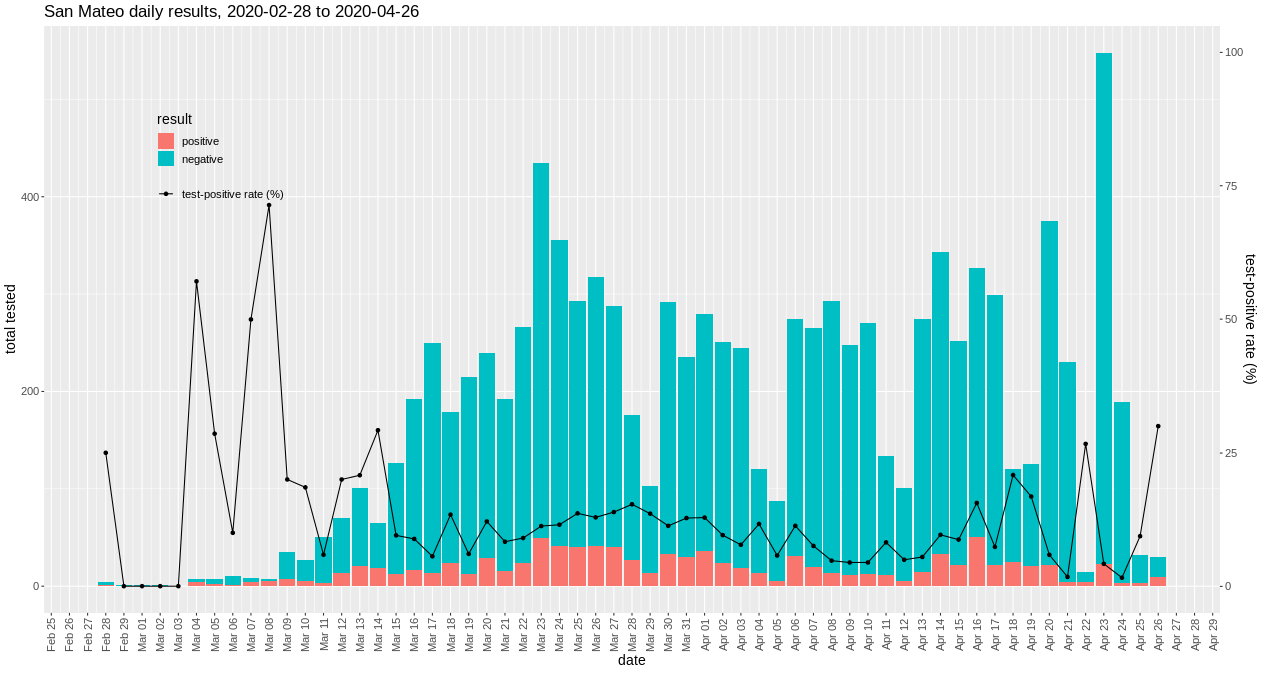 San Mateo daily results, 2020-02-28 to 2020-04-26
result
positive
negative
test-positive rate (%)
total tested
400
200
0
100
75
50
25
0
test-positive rate (%)
Feb 25
Feb 26
Feb 27
Feb 28
Feb 29
Mar 01
Mar 02
Mar 03
Mar 04
Mar 05
Mar 06
Mar 07
Mar 08
Mar 09
Mar 10
Mar 11
Mar 12
Mar 13
Mar 14
Mar 15
Mar 16
Mar 17
Mar 18
Mar 19
Mar 20
Mar 21
Mar 22
Mar 23
Mar 24
Mar 25
Mar 26
Mar 27
Mar 28
Mar 29
Mar 30
Mar 31
Apr 01
Apr 02
Apr 03
Apr 04
Apr 05
Apr 06
Apr 07
Apr 08
Apr 09
Apr 10
Apr 11
Apr 12
Apr 13
Apr 14
Apr 15
Apr 16
Apr 17
Apr 18
Apr 19
Apr 20
Apr 21
Apr 22
Apr 23
Apr 24
Apr 25
Apr 26
Apr 27
Apr 28
Apr 29
date